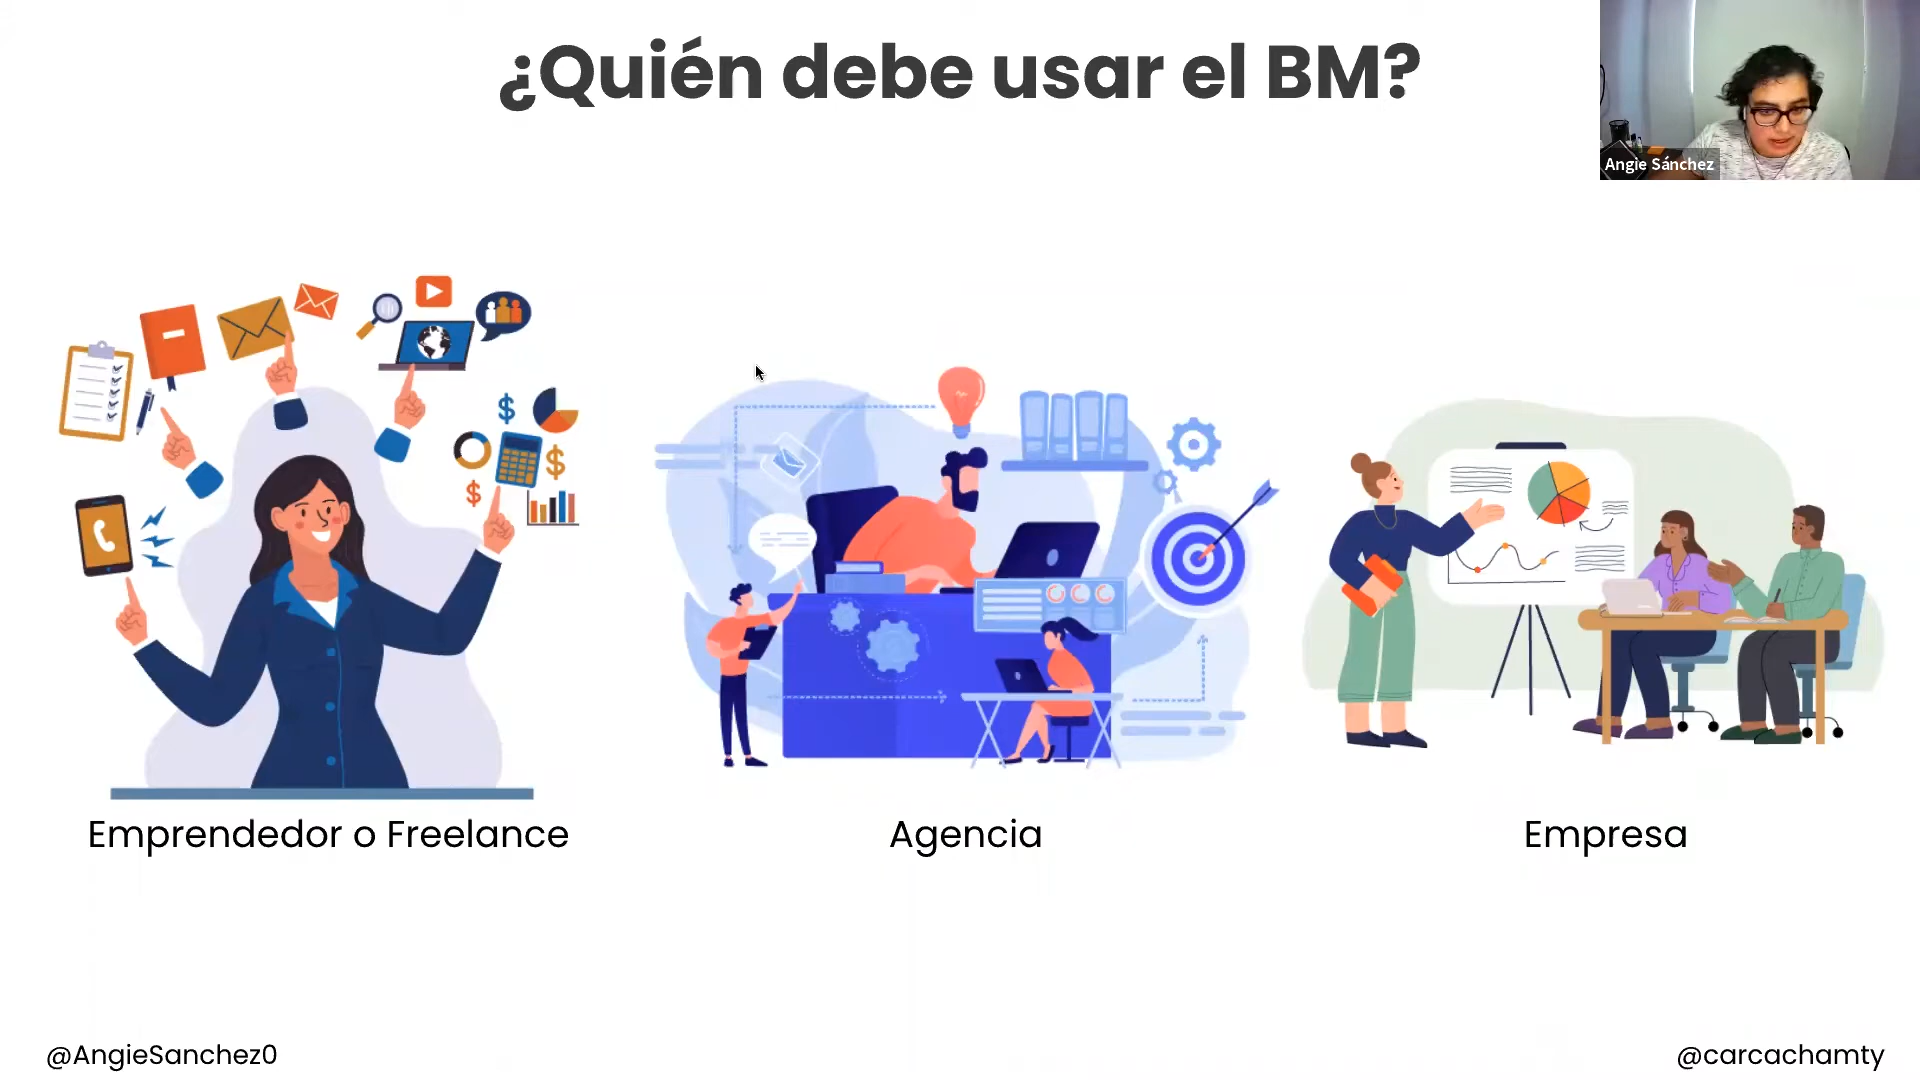 ¿Quién debe usar el BM?
Angie Sánchez
Emprendedor o Freelance
Agencia
Empresa
@AngieSanchez0
@carcachamty